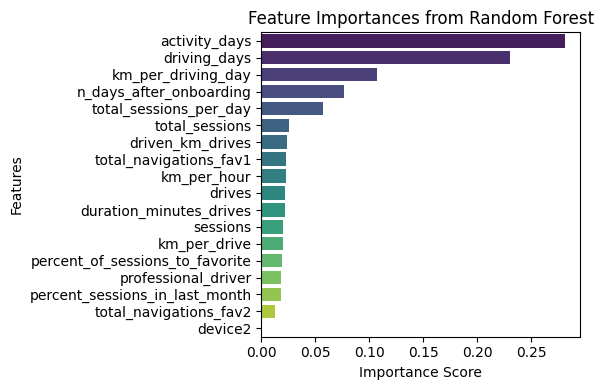 Feature Importances from Random Forest
Features
activity_days
driving_days
km_per_driving_day
n_days_after_onboarding
total_sessions_per_day
total_sessions
driven_km_drives
total_navigations_fav1
km_per_hour
drives
duration_minutes_drives
sessions
km_per_drive
percent_of_sessions_to_favorite
professional_driver
percent_sessions_in_last_month
total_navigations_fav2
device2
0.00 0.05 0.10 0.15 0.20 0.25
Importance Score